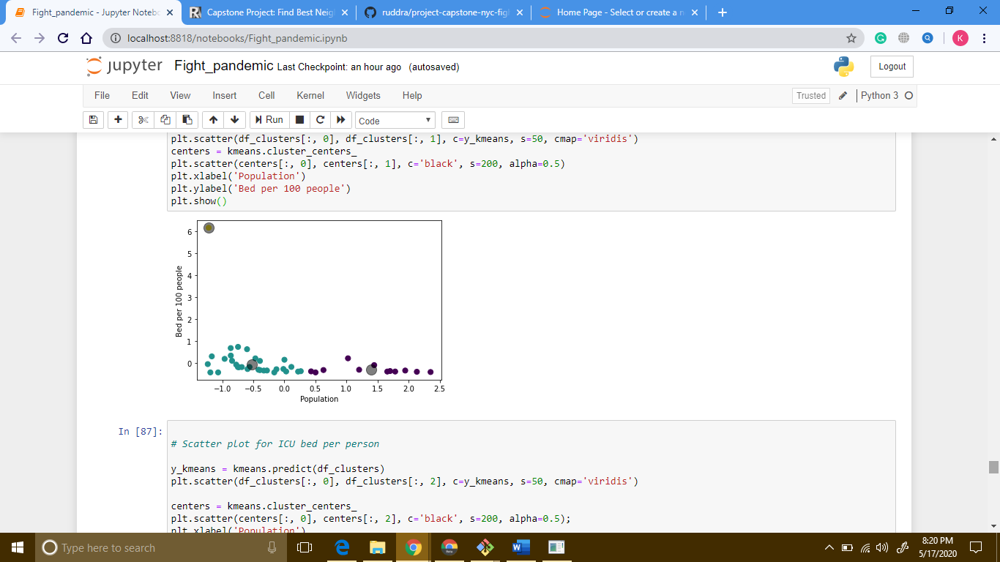 Fight_pandemic - Jupyter Notebo
Capstone Project: Find Best Neig
ruddra/project-capstone-nyc-fig
Home Page - Select or create a n
localhost:8818/notebooks/Fight_pandemic.ipynb
K
jupyter Fight_pandemic Last Checkpoint: an hour ago (autosaved)
Logout
File Edit View Insert Cell Kernel Widgets Help
Trusted Python 3
Run Code
plt.scatter(df_clusters[:, 0], df_clusters[:, 1], c=y_kmeans, s=50, cmap='viridis')
centers = kmeans.cluster_centers_
plt.scatter(centers[:, 0], centers[:, 1], c='black', s=200, alpha=0.5)
plt.xlabel('Population')
plt.ylabel('Bed per 100 people')
plt.show()
6
5
4
3
2
1
0
Bed per 100 people
−1.0 −0.5 0.0 0.5 1.0 1.5 2.0 2.5
Population
In [87]:
# Scatter plot for ICU bed per person
y_kmeans = kmeans.predict(df_clusters)
plt.scatter(df_clusters[:, 0], df_clusters[:, 2], c=y_kmeans, s=50, cmap='viridis')
centers = kmeans.cluster_centers_
plt.scatter(centers[:, 0], centers[:, 2], c='black', s=200, alpha=0.5);
plt.xlabel('Population')
Type here to search
8:20 PM
5/17/2020